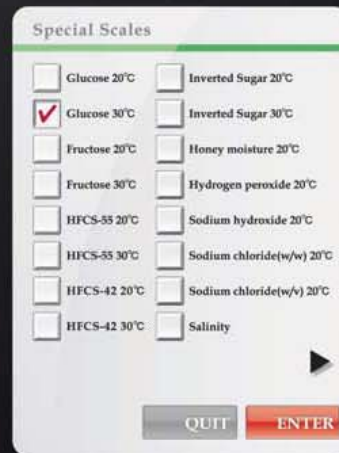 Special Scales
Glucose 20℃
Inverted Sugar 20℃
Glucose 30℃
Inverted Sugar 30℃
Fructose 20℃
Honey moisture 20℃
Fructose 30℃
Hydrogen peroxide 20℃
HFCS-55 20℃
Sodium hydroxide 20℃
HFCS-55 30℃
Sodium chloride(w/w) 20℃
HFCS-42 20℃
Sodium chloride(w/v) 20℃
HFCS-42 30℃
Salinity
QUIT
ENTER